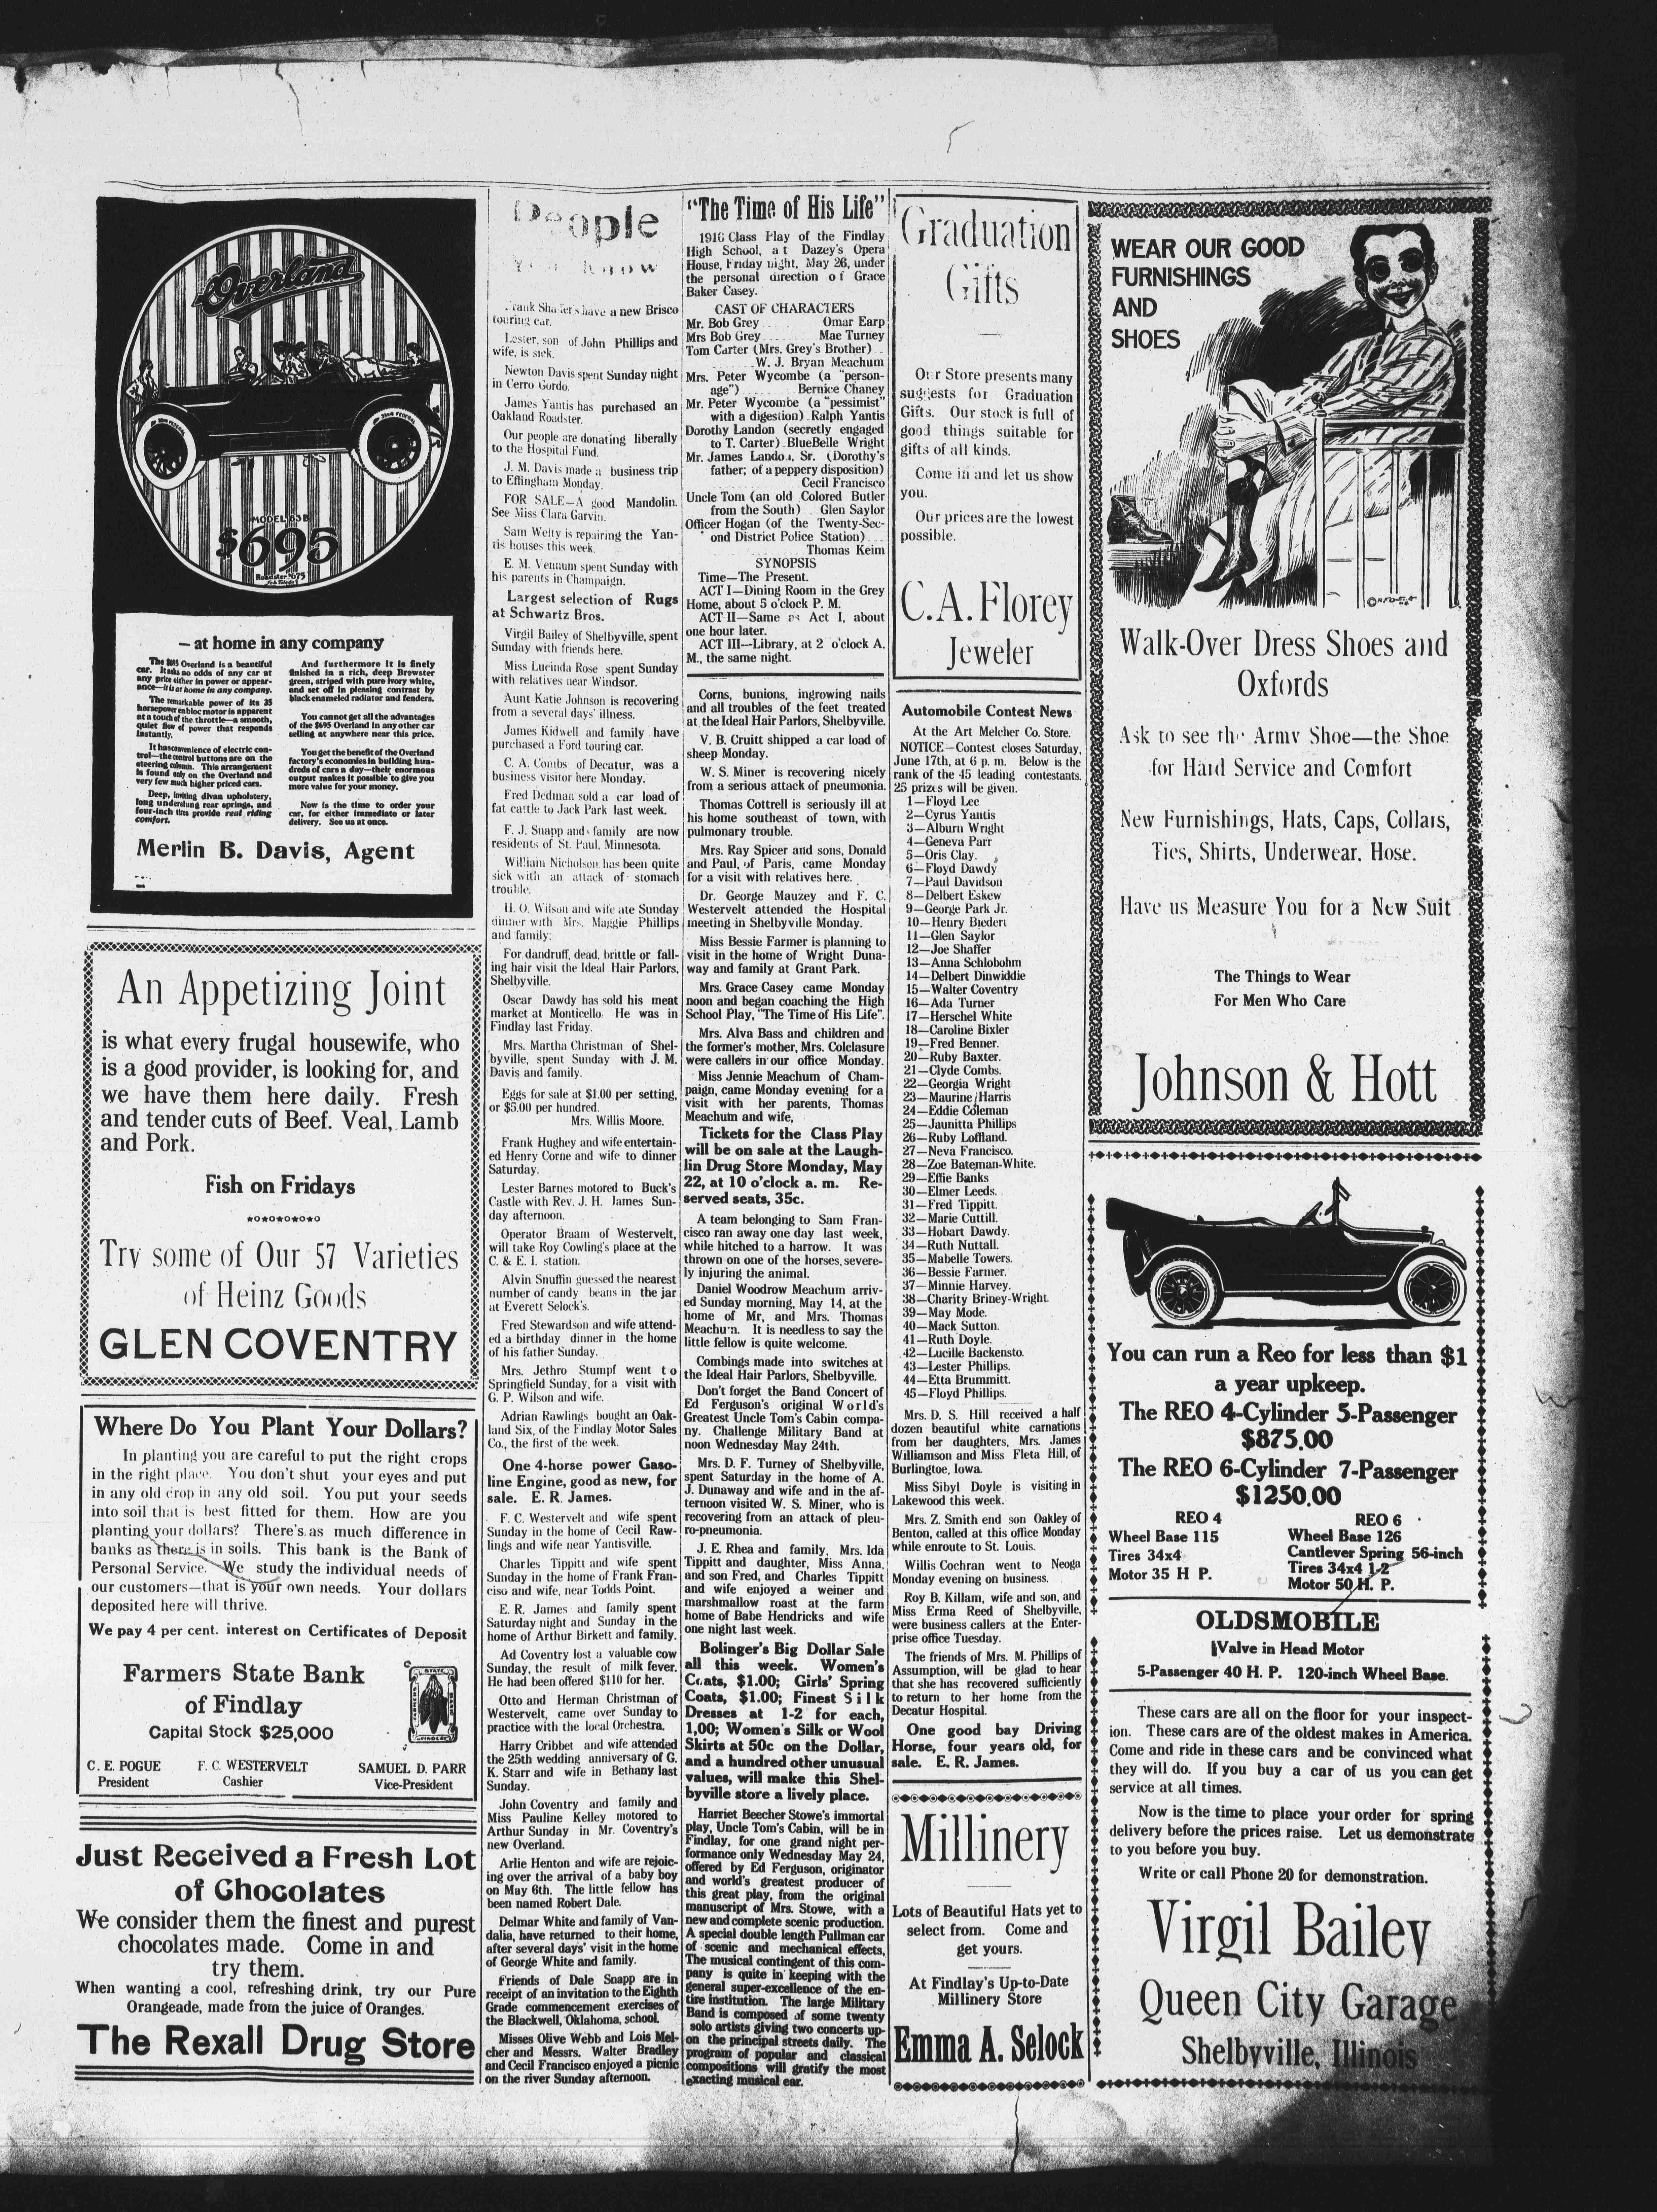 Overland
MODEL 83 B
$695
Roadster $675
f.o.b. Toledo
— at home in any company
The $695 Overland is a beautiful
car. It asks no odds of any car at
any price either in power or appear-
ance—it is at home in any company.
The remarkable power of its 35
horsepower en bloc motor is apparent
at a touch of the throttle—a smooth,
quiet flow of power that responds
instantly.
It has convenience of electric con-
trol—the control buttons are on the
steering column. This arrangement
is found only on the Overland and
very few much higher priced cars.
Deep, inviting divan upholstery,
long underslung rear springs, and
four-inch tires provide real riding
comfort.
And furthermore it is finely
finished in a rich, deep Brewster
green, striped with pure ivory white,
and set off in pleasing contrast by
black enameled radiator and fenders.
You cannot get all the advantages
of the $695 Overland in any other car
selling at anywhere near this price.
You get the benefit of the Overland
factory's economies in building hun-
dreds of cars a day—their enormous
output makes it possible to give you
more value for your money.
Now is the time to order your
car, for either immediate or later
delivery. See us at once.
Merlin B. Davis, Agent
An Appetizing Joint
is what every frugal housewife, who
is a good provider, is looking for, and
we have them here daily. Fresh
and tender cuts of Beef. Veal, Lamb
and Pork.
Fish on Fridays
Try some of Our 57 Varieties
of Heinz Goods
GLEN COVENTRY
Where Do You Plant Your Dollars?
In planting you are careful to put the right crops
in the right place. You don't shut your eyes and put
in any old crop in any old soil. You put your seeds
into soil that is best fitted for them. How are you
planting your dollars? There's as much difference in
banks as there is in soils. This bank is the Bank of
Personal Service. We study the individual needs of
our customers—that is your own needs. Your dollars
deposited here will thrive.
We pay 4 per cent. interest on Certificates of Deposit
Farmers State Bank
of Findlay
Capital Stock $25,000
C. E. POGUE F. C. WESTERVELT SAMUEL D. PARR
President Cashier Vice-President
Just Received a Fresh Lot
of Chocolates
We consider them the finest and purest
chocolates made. Come in and
try them.
When wanting a cool, refreshing drink, try our Pure
Orangeade, made from the juice of Oranges.
The Rexall Drug Store
People
You Know
Frank Shafers have a new Brisco
touring car.
Lester, son of John Phillips and
wife, is sick.
Newton Davis spent Sunday night
in Cerro Gordo.
James Yantis has purchased an
Oakland Roadster.
Our people are donating liberally
to the Hospital Fund.
J. M. Davis made a business trip
to Effingham Monday.
FOR SALE—A good Mandolin.
See Miss Clara Garvin.
Sam Welty is repairing the Yan-
tis houses this week.
E. M. Vennum spent Sunday with
his parents in Champaign.
Largest selection of Rugs
at Schwartz Bros.
Virgil Bailey of Shelbyville, spent
Sunday with friends here.
Miss Lucinda Rose spent Sunday
with relatives near Windsor.
Aunt Katie Johnson is recovering
from a several days' illness.
James Kidwell and family have
purchased a Ford touring car.
C. A. Combs of Decatur, was a
business visitor here Monday.
Fred Dedman sold a car load of
fat cattle to Jack Park last week.
F. J. Snapp and family are now
residents of St. Paul, Minnesota.
William Nicholson has been quite
sick with an attack of stomach
trouble.
H. O. Wilson and wife ate Sunday
dinner with Mrs. Maggie Phillips
and family.
For dandruff, dead, brittle or fall-
ing hair visit the Ideal Hair Parlors,
Shelbyville.
Oscar Dawdy has sold his meat
market at Monticello. He was in
Findlay last Friday.
Mrs. Martha Christman of Shel-
byville, spent Sunday with J. M.
Davis and family.
Eggs for sale at $1.00 per setting,
or $5.00 per hundred.
Mrs. Willis Moore.
Frank Hughey and wife entertain-
ed Henry Corne and wife to dinner
Saturday.
Lester Barnes motored to Buck's
Castle with Rev. J. H. James Sun-
day afternoon.
Operator Braam of Westervelt,
will take Roy Cowling's place at the
C. & E. I. station.
Alvin Snuffin guessed the nearest
number of candy beans in the jar
at Everett Selock's.
Fred Stewardson and wife attend-
ed a birthday dinner in the home
of his father Sunday.
Mrs. Jethro Stumpf went to
Springfield Sunday, for a visit with
G. P. Wilson and wife.
Adrian Rawlings bought an Oak-
land Six, of the Findlay Motor Sales
Co., the first of the week.
One 4-horse power Gaso-
line Engine, good as new, for
sale. E. R. James.
F. C. Westervelt and wife spent
Sunday in the home of Cecil Raw-
lings and wife near Yantisville.
Charles Tippitt and wife spent
Sunday in the home of Frank Fran-
ciso and wife, near Todds Point.
E. R. James and family spent
Saturday night and Sunday in the
home of Arthur Birkett and family.
Ad Coventry lost a valuable cow
Sunday, the result of milk fever.
He had been offered $110 for her.
Otto and Herman Christman of
Westervelt, came over Sunday to
practice with the local Orchestra.
Harry Cribbet and wife attended
the 25th wedding anniversary of G.
K. Starr and wife in Bethany last
Sunday.
John Coventry and family and
Miss Pauline Kelley motored to
Arthur Sunday in Mr. Coventry's
new Overland.
Arlie Henton and wife are rejoic-
ing over the arrival of a baby boy
on May 6th. The little fellow has
been named Robert Dale.
Delmar White and family of Van-
dalia, have returned to their home,
after several days' visit in the home
of George White and family.
Friends of Dale Snapp are in
receipt of an invitation to the Eighth
Grade commencement exercises of
the Blackwell, Oklahoma, school.
Misses Olive Webb and Lois Mel-
cher and Messrs. Walter Bradley
and Cecil Francisco enjoyed a picnic
on the river Sunday afternoon.
"The Time of His Life"
1916 Class Play of the Findlay
High School, at Dazey's Opera
House, Friday night, May 26, under
the personal direction of Grace
Baker Casey.
CAST OF CHARACTERS
Mr. Bob Grey ........ Omar Earp
Mrs Bob Grey ........ Mae Turney
Tom Carter (Mrs. Grey's Brother) ..
........ W. J. Bryan Meachum
Mrs. Peter Wycombe (a "person-
age") ........ Bernice Chaney
Mr. Peter Wycombe (a "pessimist"
with a digestion) . Ralph Yantis
Dorothy Landon (secretly engaged
to T. Carter) . BlueBelle Wright
Mr. James Landon, Sr. (Dorothy's
father; of a peppery disposition)
........ Cecil Francisco
Uncle Tom (an old Colored Butler
from the South) .. Glen Saylor
Officer Hogan (of the Twenty-Sec-
ond District Police Station) ....
........ Thomas Keim
SYNOPSIS
Time—The Present.
ACT I—Dining Room in the Grey
Home, about 5 o'clock P. M.
ACT II—Same as Act I, about
one hour later.
ACT III---Library, at 2 o'clock A.
M., the same night.
Corns, bunions, ingrowing nails
and all troubles of the feet treated
at the Ideal Hair Parlors, Shelbyville.
V. B. Cruitt shipped a car load of
sheep Monday.
W. S. Miner is recovering nicely
from a serious attack of pneumonia.
Thomas Cottrell is seriously ill at
his home southeast of town, with
pulmonary trouble.
Mrs. Ray Spicer and sons, Donald
and Paul, of Paris, came Monday
for a visit with relatives here.
Dr. George Mauzey and F. C.
Westervelt attended the Hospital
meeting in Shelbyville Monday.
Miss Bessie Farmer is planning to
visit in the home of Wright Duna-
way and family at Grant Park.
Mrs. Grace Casey came Monday
noon and began coaching the High
School Play, "The Time of His Life".
Mrs. Alva Bass and children and
the former's mother, Mrs. Colclasure
were callers in our office Monday.
Miss Jennie Meachum of Cham-
paign, came Monday evening for a
visit with her parents, Thomas
Meachum and wife,
Tickets for the Class Play
will be on sale at the Laugh-
lin Drug Store Monday, May
22, at 10 o'clock a. m. Re-
served seats, 35c.
A team belonging to Sam Fran-
cisco ran away one day last week,
while hitched to a harrow. It was
thrown on one of the horses, severe-
ly injuring the animal.
Daniel Woodrow Meachum arriv-
ed Sunday morning, May 14, at the
home of Mr, and Mrs. Thomas
Meachum. It is needless to say the
little fellow is quite welcome.
Combings made into switches at
the Ideal Hair Parlors, Shelbyville.
Don't forget the Band Concert of
Ed Ferguson's original World's
Greatest Uncle Tom's Cabin compa-
ny. Challenge Military Band at
noon Wednesday May 24th.
Mrs. D. F. Turney of Shelbyville,
spent Saturday in the home of A.
J. Dunaway and wife and in the af-
ternoon visited W. S. Miner, who is
recovering from an attack of pleu-
ro-pneumonia.
J. E. Rhea and family, Mrs. Ida
Tippitt and daughter, Miss Anna,
and son Fred, and Charles Tippitt
and wife enjoyed a weiner and
marshmallow roast at the farm
home of Babe Hendricks and wife
one night last week.
Bolinger's Big Dollar Sale
all this week. Women's
Coats, $1.00; Girls' Spring
Coats, $1.00; Finest Silk
Dresses at 1-2 for each,
1,00; Women's Silk or Wool
Skirts at 50c on the Dollar,
and a hundred other unusual
values, will make this Shel-
byville store a lively place.
Harriet Beecher Stowe's immortal
play, Uncle Tom's Cabin, will be in
Findlay, for one grand night per-
formance only Wednesday May 24,
offered by Ed Ferguson, originator
and world's greatest producer of
this great play, from the original
manuscript of Mrs. Stowe, with a
new and complete scenic production.
A special double length Pullman car
of scenic and mechanical effects,
The musical contingent of this com-
pany is quite in keeping with the
general super-excellence of the en-
tire institution. The large Military
Band is composed of some twenty
solo artists giving two concerts up-
on the principal streets daily. The
program of popular and classical
compositions will gratify the most
exacting musical ear.
Graduation
Gifts
Our Store presents many
suggests for Graduation
Gifts. Our stock is full of
good things suitable for
gifts of all kinds.
Come in and let us show
you.
Our prices are the lowest
possible.
C. A. Florey
Jeweler
Automobile Contest News
At the Art Melcher Co. Store.
NOTICE—Contest closes Saturday,
June 17th, at 6 p. m. Below is the
rank of the 45 leading contestants.
25 prizes will be given.
1—Floyd Lee
2—Cyrus Yantis
3—Alburn Wright
4—Geneva Parr
5—Oris Clay.
6—Floyd Dawdy
7—Paul Davidson
8—Delbert Eskew
9—George Park Jr.
10—Henry Biedert
11—Glen Saylor
12—Joe Shaffer
13—Anna Schlobohm
14—Delbert Dinwiddie
15—Walter Coventry
16—Ada Turner
17—Herschel White
18—Caroline Bixler
19—Fred Benner.
20—Ruby Baxter.
21—Clyde Combs.
22—Georgia Wright
23—Maurine Harris
24—Eddie Coleman
25—Jaunitta Phillips
26—Ruby Loffland.
27—Neva Francisco.
28—Zoe Bateman-White.
29—Effie Banks
30—Elmer Leeds.
31—Fred Tippitt.
32—Marie Cuttill.
33—Hobart Dawdy.
34—Ruth Nuttall.
35—Mabelle Towers.
36—Bessie Farmer.
37—Minnie Harvey.
38—Charity Briney-Wright.
39—May Mode.
40—Mack Sutton.
41—Ruth Doyle.
42—Lucille Backensto.
43—Lester Phillips.
44—Etta Brummitt.
45—Floyd Phillips.
Mrs. D. S. Hill received a half
dozen beautiful white carnations
from her daughters, Mrs. James
Williamson and Miss Fleta Hill, of
Burlingtoe, Iowa.
Miss Sibyl Doyle is visiting in
Lakewood this week.
Mrs. Z. Smith end son Oakley of
Benton, called at this office Monday
while enroute to St. Louis.
Willis Cochran went to Neoga
Monday evening on business.
Roy B. Killam, wife and son, and
Miss Erma Reed of Shelbyville,
were business callers at the Enter-
prise office Tuesday.
The friends of Mrs. M. Phillips of
Assumption, will be glad to hear
that she has recovered sufficiently
to return to her home from the
Decatur Hospital.
One good bay Driving
Horse, four years old, for
sale. E. R. James.
Millinery
Lots of Beautiful Hats yet to
select from. Come and
get yours.
At Findlay's Up-to-Date
Millinery Store
Emma A. Selock
WEAR OUR GOOD
FURNISHINGS
AND
SHOES
Walk-Over Dress Shoes and
Oxfords
Ask to see the Army Shoe—the Shoe
for Hard Service and Comfort
New Furnishings, Hats, Caps, Collars,
Ties, Shirts, Underwear. Hose.
Have us Measure You for a New Suit
The Things to Wear
For Men Who Care
Johnson & Hott
You can run a Reo for less than $1
a year upkeep.
The REO 4-Cylinder 5-Passenger
$875.00
The REO 6-Cylinder 7-Passenger
$1250.00
REO 4
Wheel Base 115
Tires 34x4
Motor 35 H P.
REO 6
Wheel Base 126
Cantlever Spring 56-inch
Tires 34x4 1-2
Motor 50 H. P.
OLDSMOBILE
Valve in Head Motor
5-Passenger 40 H. P. 120-inch Wheel Base.
These cars are all on the floor for your inspect-
ion. These cars are of the oldest makes in America.
Come and ride in these cars and be convinced what
they will do. If you buy a car of us you can get
service at all times.
Now is the time to place your order for spring
delivery before the prices raise. Let us demonstrate
to you before you buy.
Write or call Phone 20 for demonstration.
Virgil Bailey
Queen City Garage
Shelbyville, Illinois